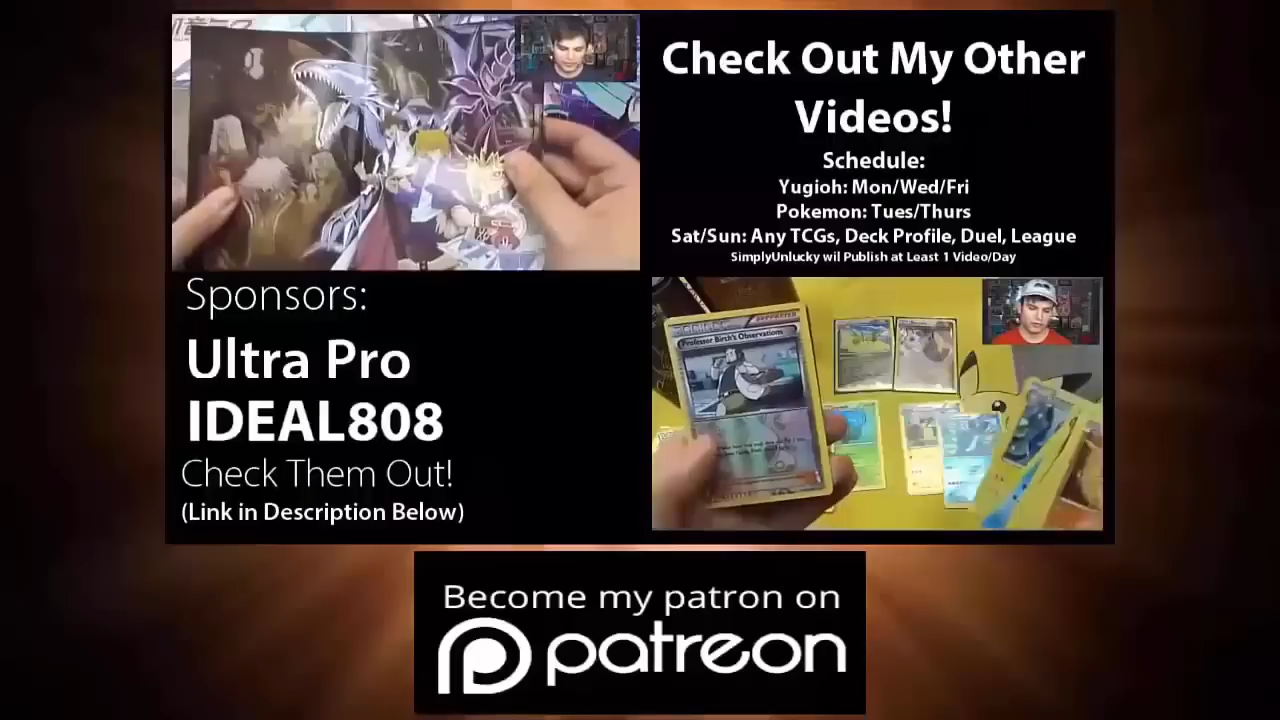 Check Out My Other
Videos!
Schedule:
Yugioh: Mon/Wed/Fri
Pokemon: Tues/Thurs
Sat/Sun: Any TCGs, Deck Profile, Duel, League
SimplyUnlucky wil Publish at Least 1 Video/Day
Sponsors:
Ultra Pro
IDEAL808
Check Them Out!
(Link in Description Below)
Professor Birch's Observations
Become my patron on
patreon